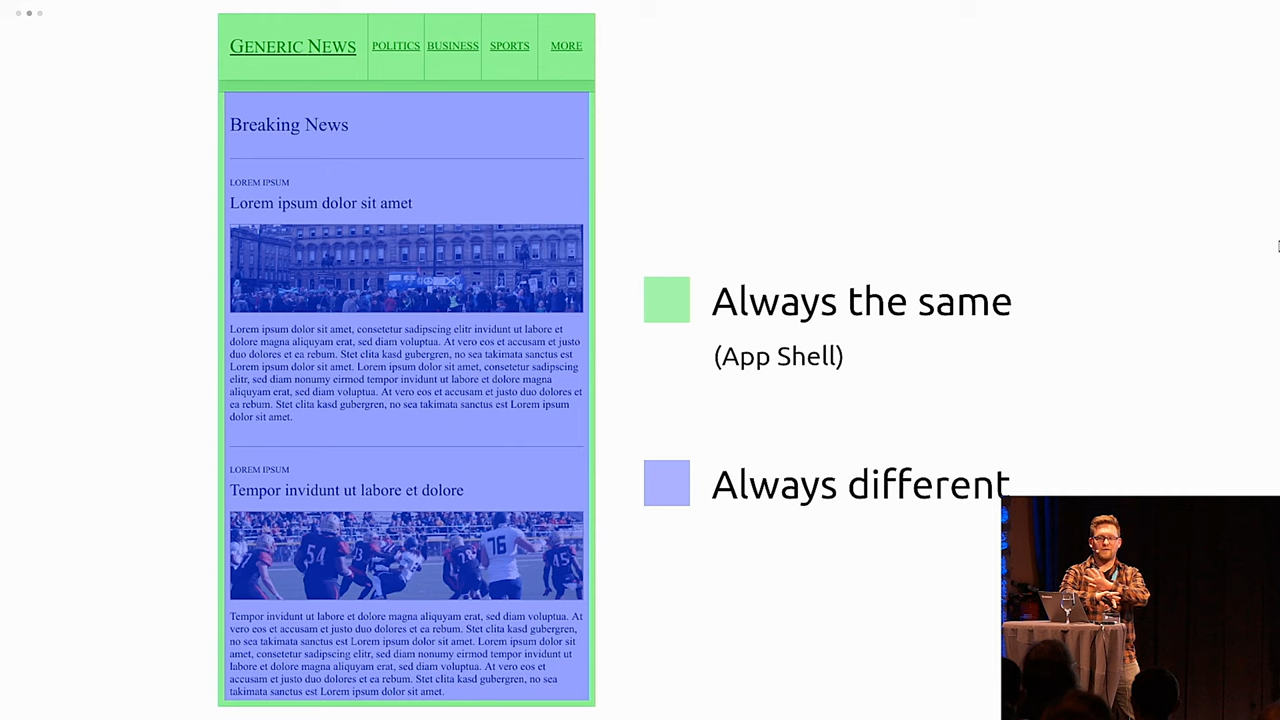 GENERIC NEWS
POLITICS
BUSINESS
SPORTS
MORE
Breaking News
LOREM IPSUM
Lorem ipsum dolor sit amet
Lorem ipsum dolor sit amet, consetetur sadipscing elitr invidunt ut labore et
dolore magna aliquyam erat, sed diam voluptua. At vero eos et accusam et justo
duo dolores et ea rebum. Stet clita kasd gubergren, no sea takimata sanctus est
Lorem ipsum dolor sit amet. Lorem ipsum dolor sit amet, consetetur sadipscing
elitr, sed diam nonumy eirmod tempor invidunt ut labore et dolore magna
aliquyam erat, sed diam voluptua. At vero eos et accusam et justo duo dolores et
ea rebum. Stet clita kasd gubergren, no sea takimata sanctus est Lorem ipsum
dolor sit amet.
LOREM IPSUM
Tempor invidunt ut labore et dolore
54
76
45
Tempor invidunt ut labore et dolore magna aliquyam erat, sed diam voluptua. At
vero eos et accusam et justo duo dolores et ea rebum. Stet clita kasd gubergren,
no sea takimata sanctus est Lorem ipsum dolor sit amet. Lorem ipsum dolor sit
amet, consetetur sadipscing elitr, sed diam nonumy eirmod tempor invidunt ut
labore et dolore magna aliquyam erat, sed diam voluptua. At vero eos et
accusam et justo duo dolores et ea rebum. Stet clita kasd gubergren, no sea
takimata sanctus est Lorem ipsum dolor sit amet.
Always the same
(App Shell)
Always different